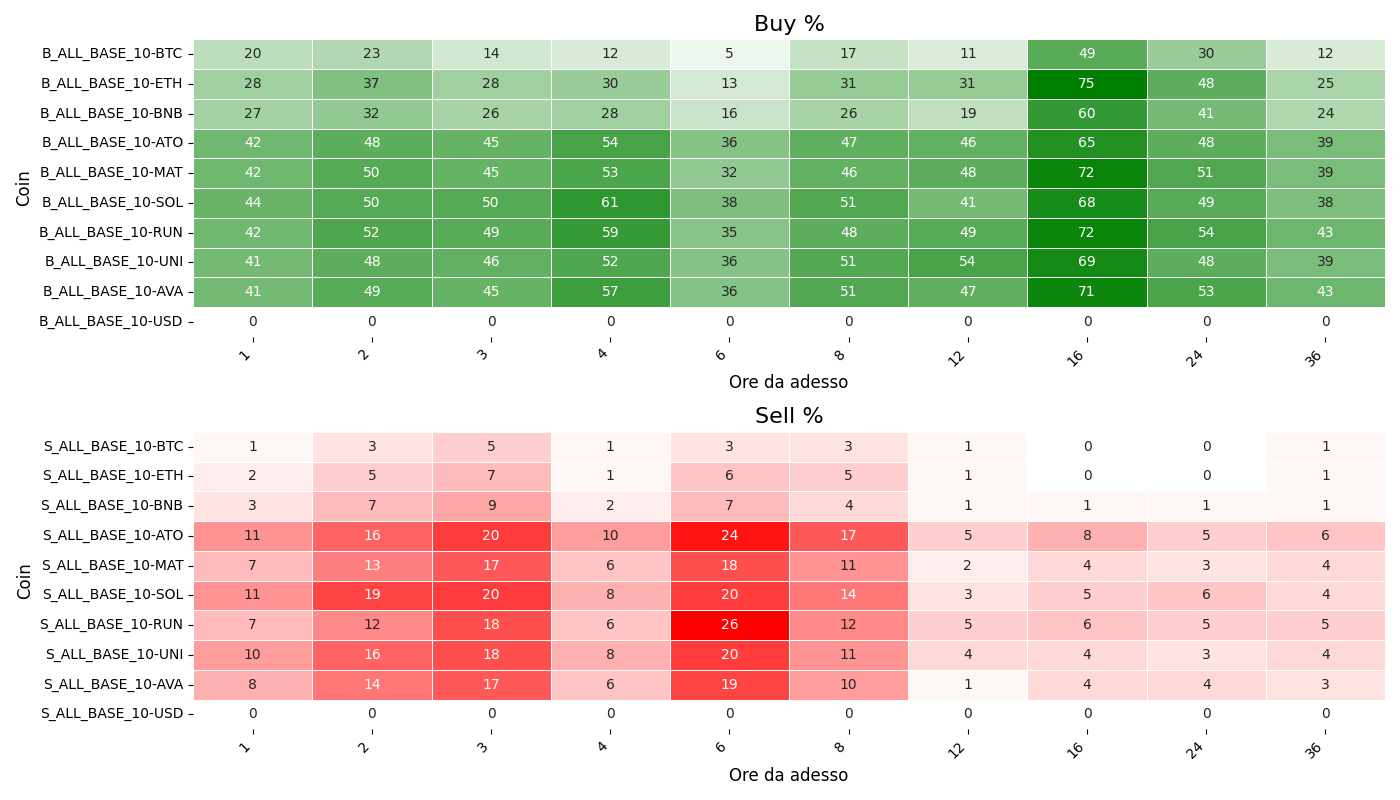 Buy %
Coin
B_ALL_BASE_10-BTC 20 23 14 12 5 17 11 49 30 12
B_ALL_BASE_10-ETH 28 37 28 30 13 31 31 75 48 25
B_ALL_BASE_10-BNB 27 32 26 28 16 26 19 60 41 24
B_ALL_BASE_10-ATO 42 48 45 54 36 47 46 65 48 39
B_ALL_BASE_10-MAT 42 50 45 53 32 46 48 72 51 39
B_ALL_BASE_10-SOL 44 50 50 61 38 51 41 68 49 38
B_ALL_BASE_10-RUN 42 52 49 59 35 48 49 72 54 43
B_ALL_BASE_10-UNI 41 48 46 52 36 51 54 69 48 39
B_ALL_BASE_10-AVA 41 49 45 57 36 51 47 71 53 43
B_ALL_BASE_10-USD 0 0 0 0 0 0 0 0 0 0
1 2 3 4 6 8 12 16 24 36
Ore da adesso
Sell %
Coin
S_ALL_BASE_10-BTC 1 3 5 1 3 3 1 0 0 1
S_ALL_BASE_10-ETH 2 5 7 1 6 5 1 0 0 1
S_ALL_BASE_10-BNB 3 7 9 2 7 4 1 1 1 1
S_ALL_BASE_10-ATO 11 16 20 10 24 17 5 8 5 6
S_ALL_BASE_10-MAT 7 13 17 6 18 11 2 4 3 4
S_ALL_BASE_10-SOL 11 19 20 8 20 14 3 5 6 4
S_ALL_BASE_10-RUN 7 12 18 6 26 12 5 6 5 5
S_ALL_BASE_10-UNI 10 16 18 8 20 11 4 4 3 4
S_ALL_BASE_10-AVA 8 14 17 6 19 10 1 4 4 3
S_ALL_BASE_10-USD 0 0 0 0 0 0 0 0 0 0
1 2 3 4 6 8 12 16 24 36
Ore da adesso